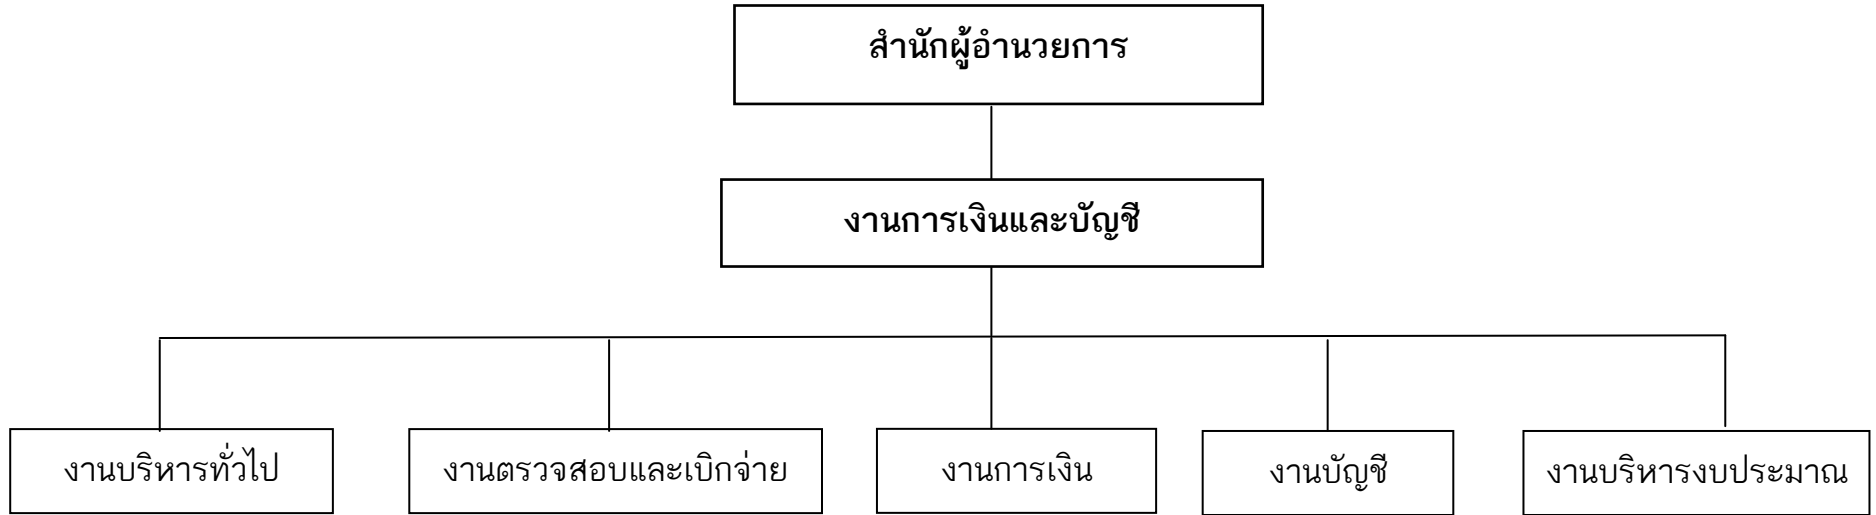 สำนักผู้อำนวยการ
งานการเงินและบัญชี
งานบริหารทั่วไป
งานตรวจสอบและเบิกจ่าย
งานการเงิน
งานบัญชี
งานบริหารงบประมาณ